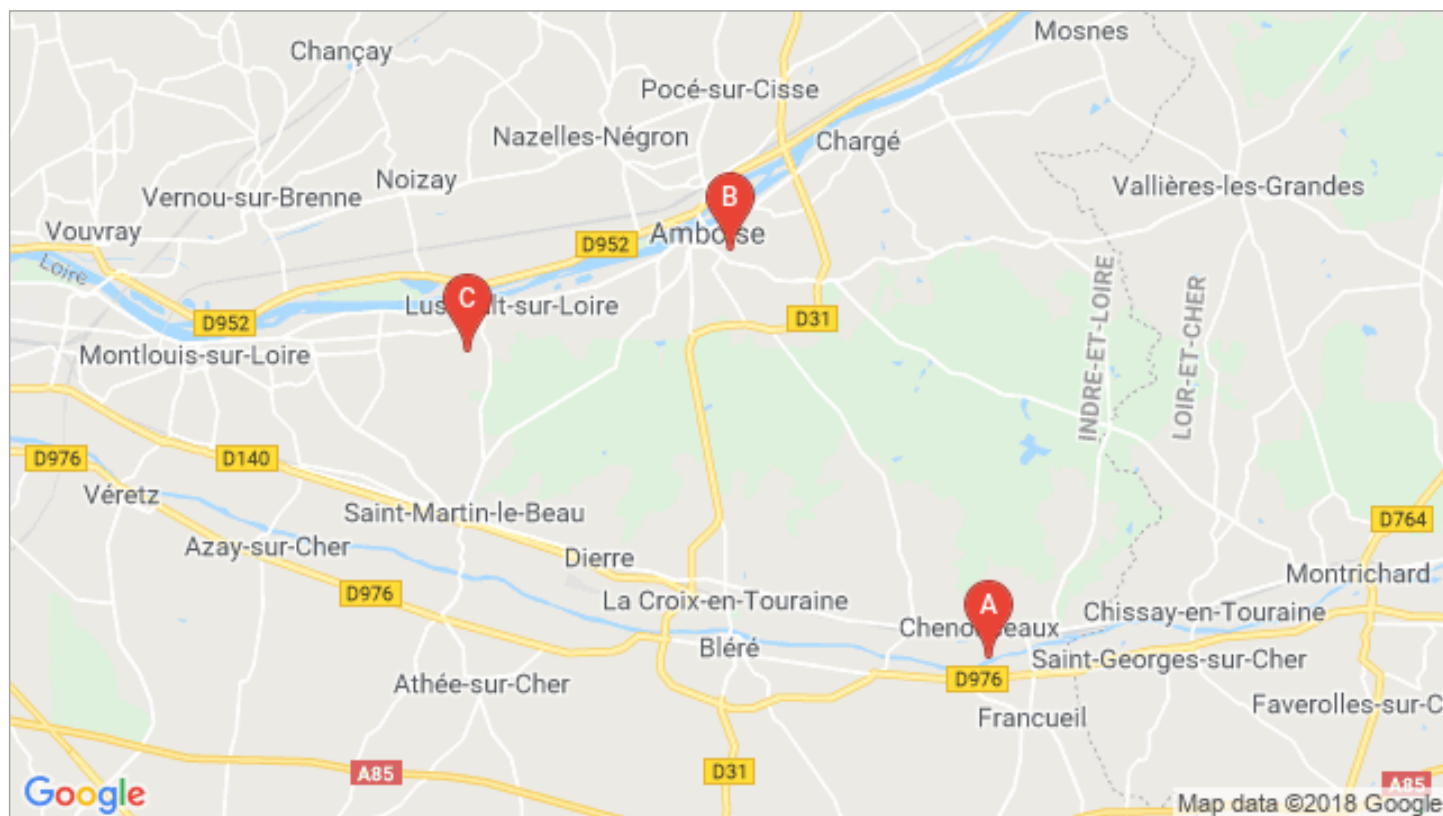 Mosnes
Chançay
Pocé-sur-Cisse
Nazelles-Négron
Chargé
Noizay
Vallières-les-Grandes
Vernou-sur-Brenne
B
Vouvray
Amboise
D952
Loire
C
Lussault-sur-Loire
D31
D952
Montlouis-sur-Loire
INDRE-ET-LOIRE
LOIR-ET-CHER
D976
D140
Véretz
Saint-Martin-le-Beau
D764
Azay-sur-Cher
Dierre
Montrichard
D976
La Croix-en-Touraine
A
Chissay-en-Touraine
Chenonceaux
Bléré
Saint-Georges-sur-Cher
Athée-sur-Cher
D976
Faverolles-sur-C
Francueil
A85
D31
A85
Google
Map data ©2018 Google